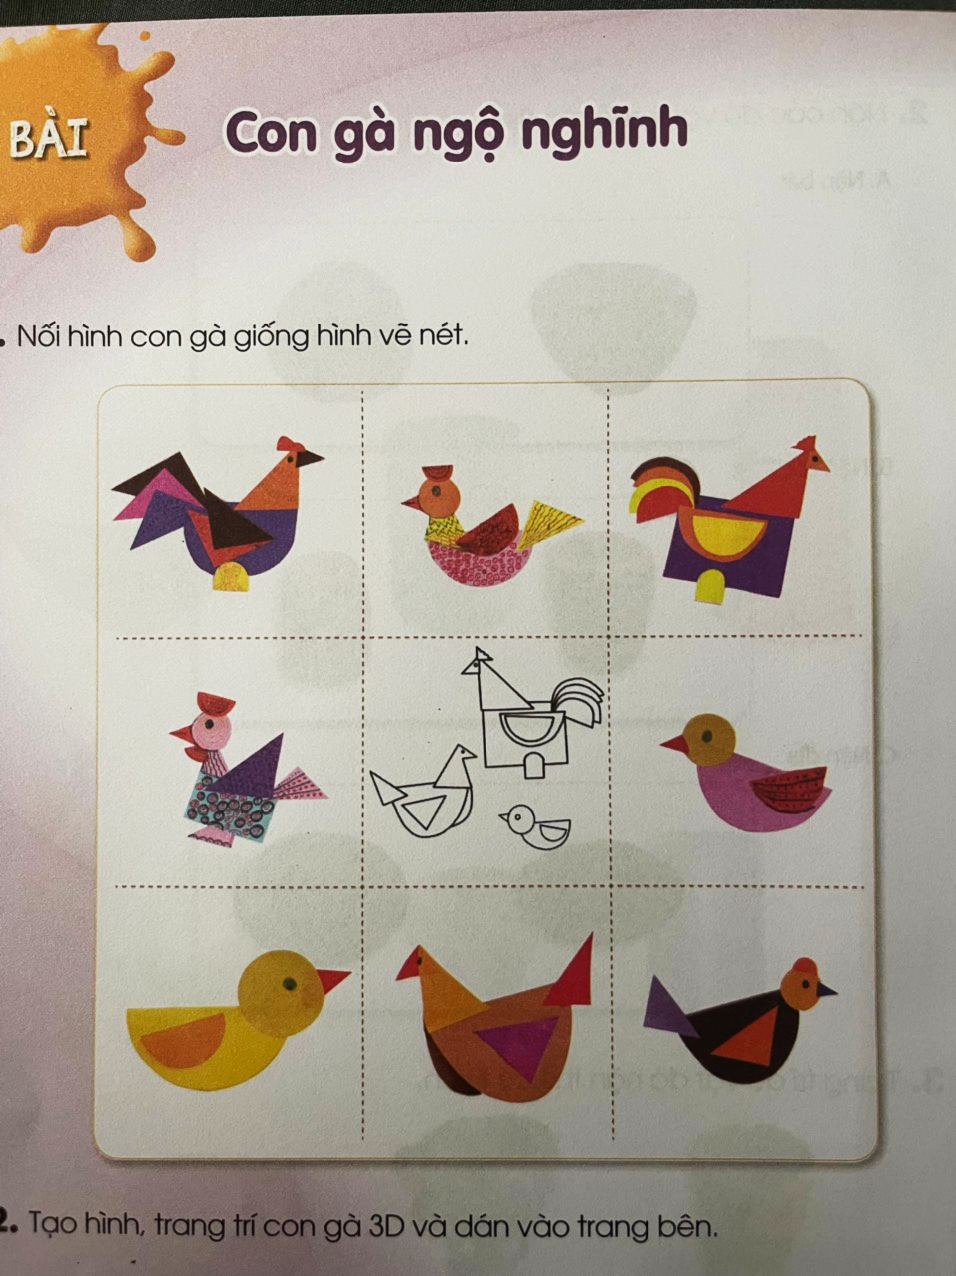 BÀI
Con gà ngộ nghĩnh
. Nối hình con gà giống hình vẽ nét.
2. Tạo hình, trang trí con gà 3D và dán vào trang bên.